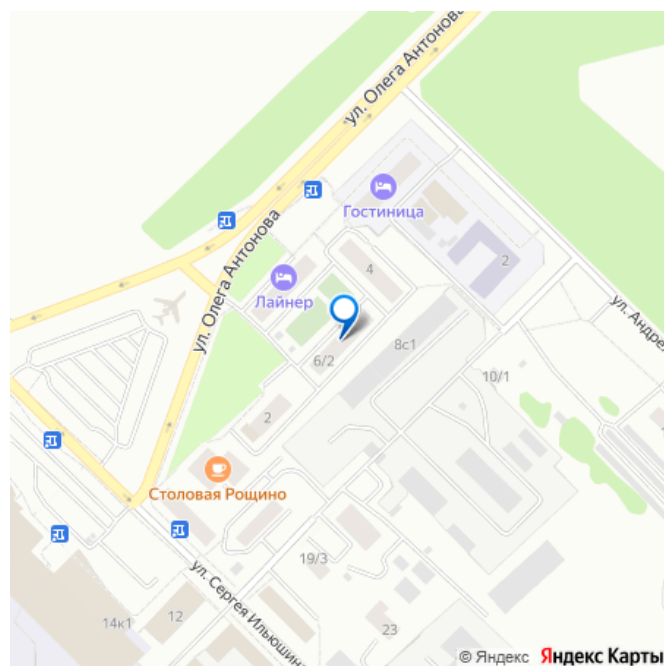 ул. Олега Антонова
Гостиница
ул. Олега Антонова
4
2
Лайнер
ул. Андре
8с1
6/2
10/1
2
Столовая Рощино
19/3
ул. Сергея Ильюшин
14к1
12
23
© Яндекс Яндекс Карты